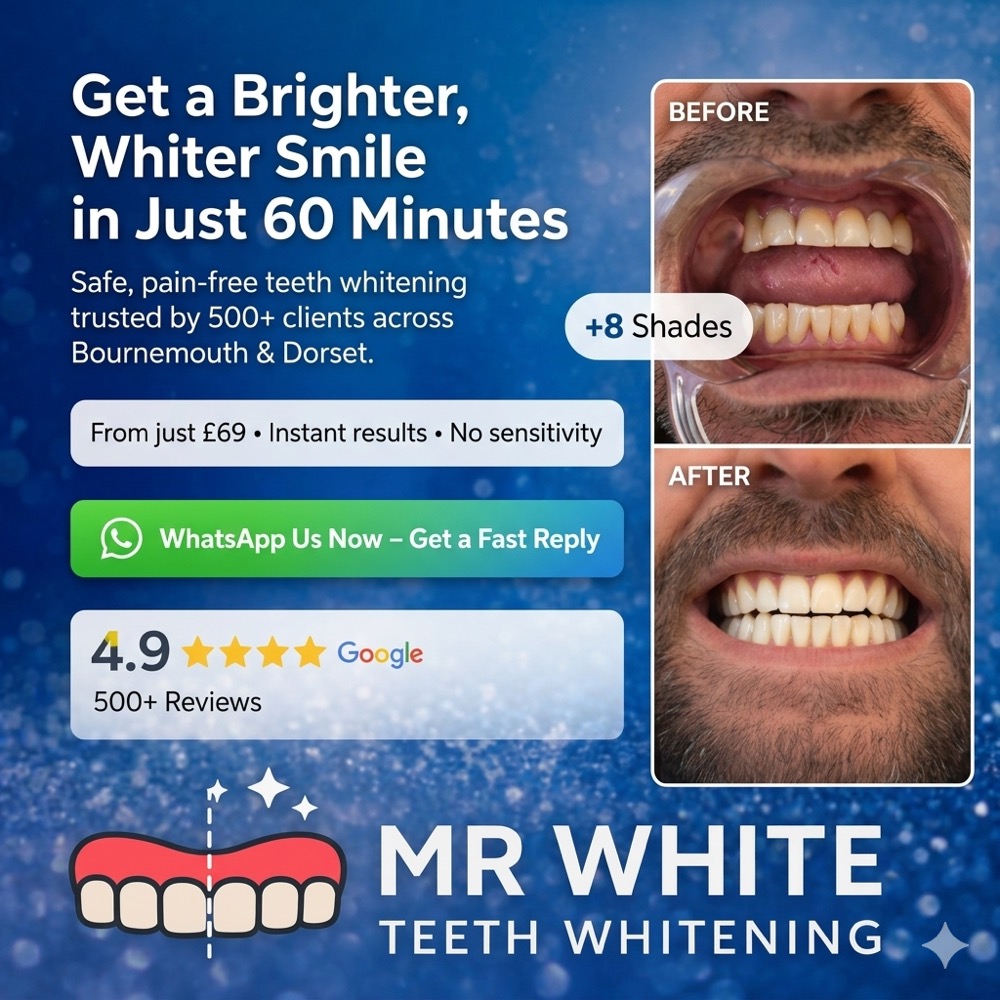 Get a Brighter,
Whiter Smile
in Just 60 Minutes
Safe, pain-free teeth whitening
trusted by 500+ clients across
Bournemouth & Dorset.
From just £69 • Instant results • No sensitivity
WhatsApp Us Now – Get a Fast Reply
4.9 Google
500+ Reviews
BEFORE
+8 Shades
AFTER
MR WHITE
TEETH WHITENING